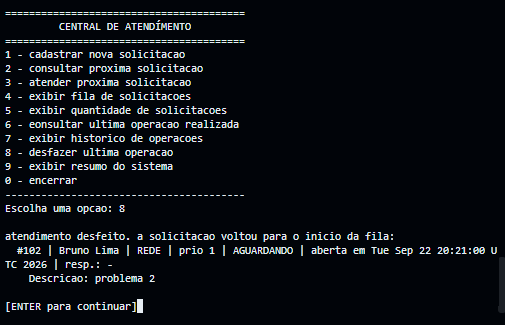 ========================================
CENTRAL DE ATENDÍMENTO
========================================
1 - cadastrar nova solicitacao
2 - consultar proxima solicitacao
3 - atender proxima solicitacao
4 - exibir fila de solicitacoes
5 - exibir quantidade de solicitacoes
6 - eonsultar ultima operacao realizada
7 - exibir historico de operacoes
8 - desfazer ultima operacao
9 - exibir resumo do sistema
0 - encerrar
----------------------------------------
Escolha uma opcao: 8
atendimento desfeito. a solicitacao voltou para o inicio da fila:
#102 | Bruno Lima | REDE | prio 1 | AGUARDANDO | aberta em Tue Sep 22 20:21:00 U
TC 2026 | resp.: -
Descricao: problema 2
[ENTER para continuar]